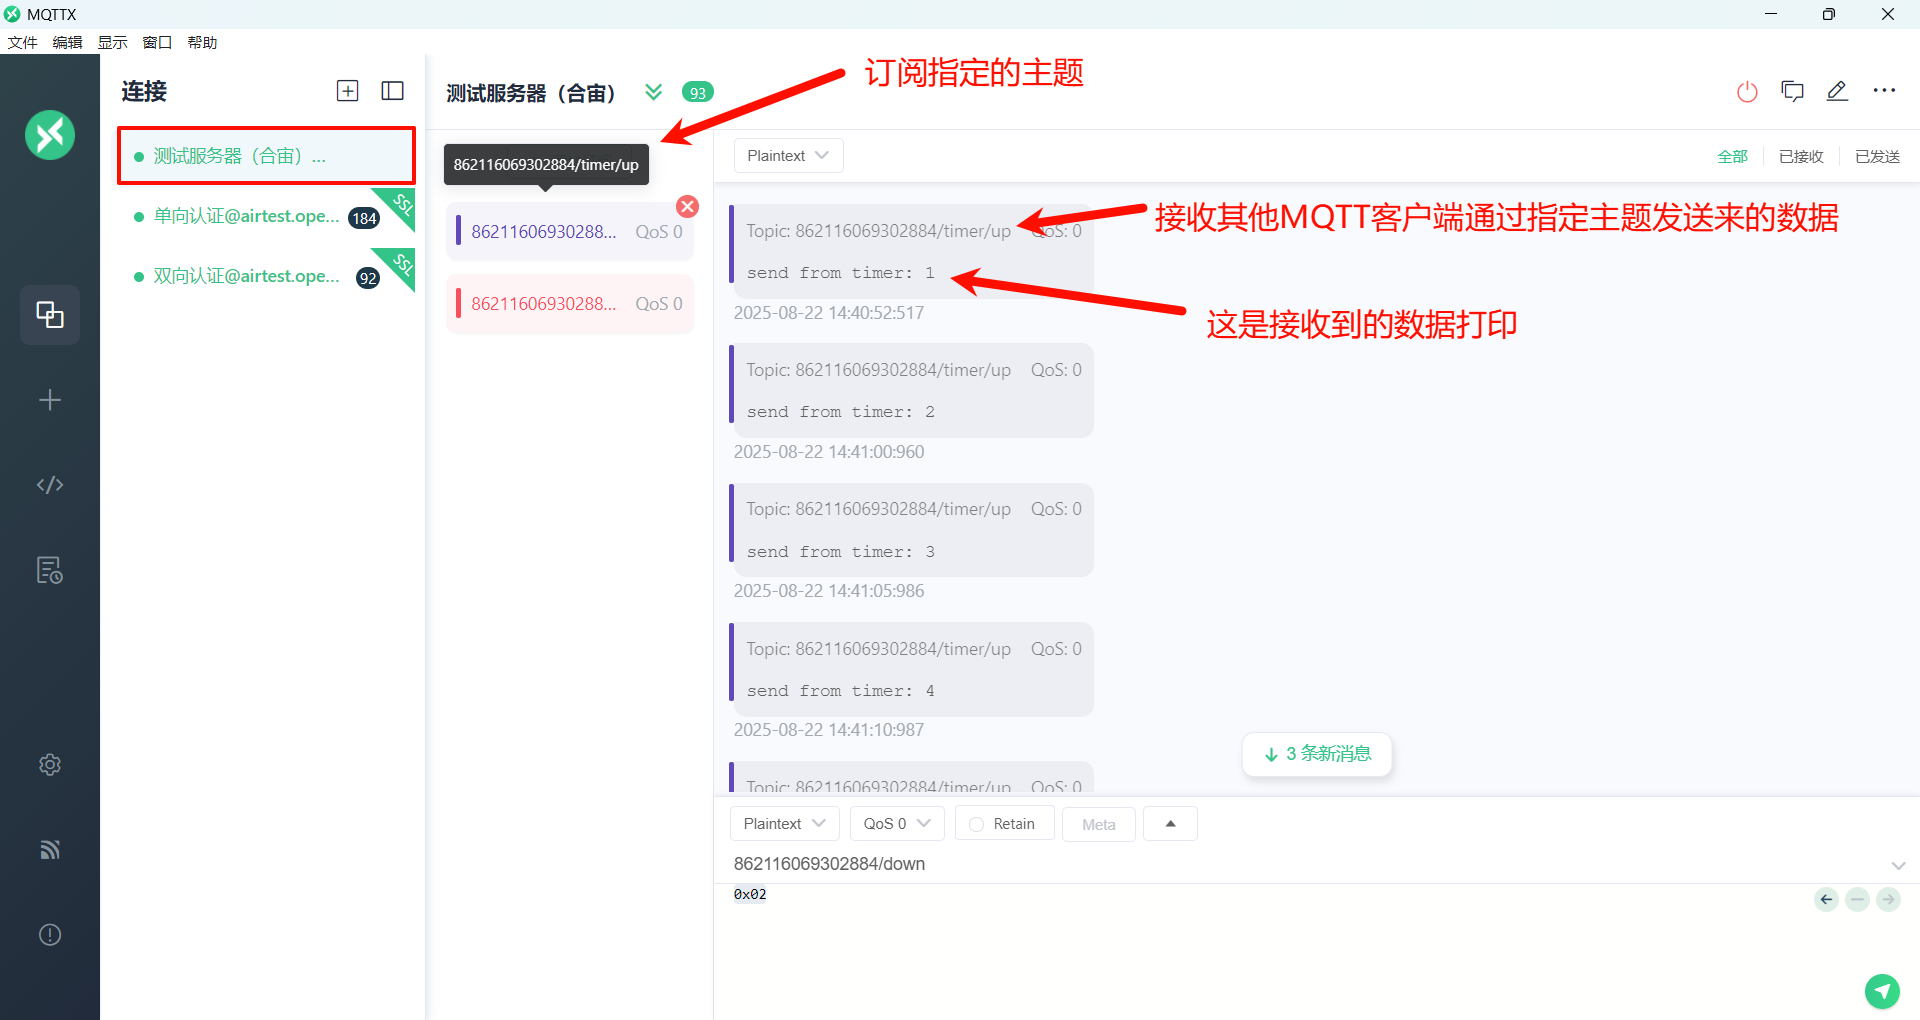 MQTTX
文件 编辑 显示 窗口 帮助
连接
测试服务器（合宙）...
单向认证@airtest.ope... 184 SSL
双向认证@airtest.ope... 92 SSL
测试服务器（合宙） 93
订阅指定的主题
862116069302884/timer/up
86211606930288... QoS 0
86211606930288... QoS 0
Plaintext
全部 已接收 已发送
Topic: 862116069302884/timer/up QoS: 0
接收其他MQTT客户端通过指定主题发送来的数据
send from timer: 1
2025-08-22 14:40:52:517
这是接收到的数据打印
Topic: 862116069302884/timer/up QoS: 0
send from timer: 2
2025-08-22 14:41:00:960
Topic: 862116069302884/timer/up QoS: 0
send from timer: 3
2025-08-22 14:41:05:986
Topic: 862116069302884/timer/up QoS: 0
send from timer: 4
2025-08-22 14:41:10:987
3 条新消息
Topic: 862116069302884/timer/up QoS: 0
Plaintext QoS 0 Retain Meta
862116069302884/down
0x02